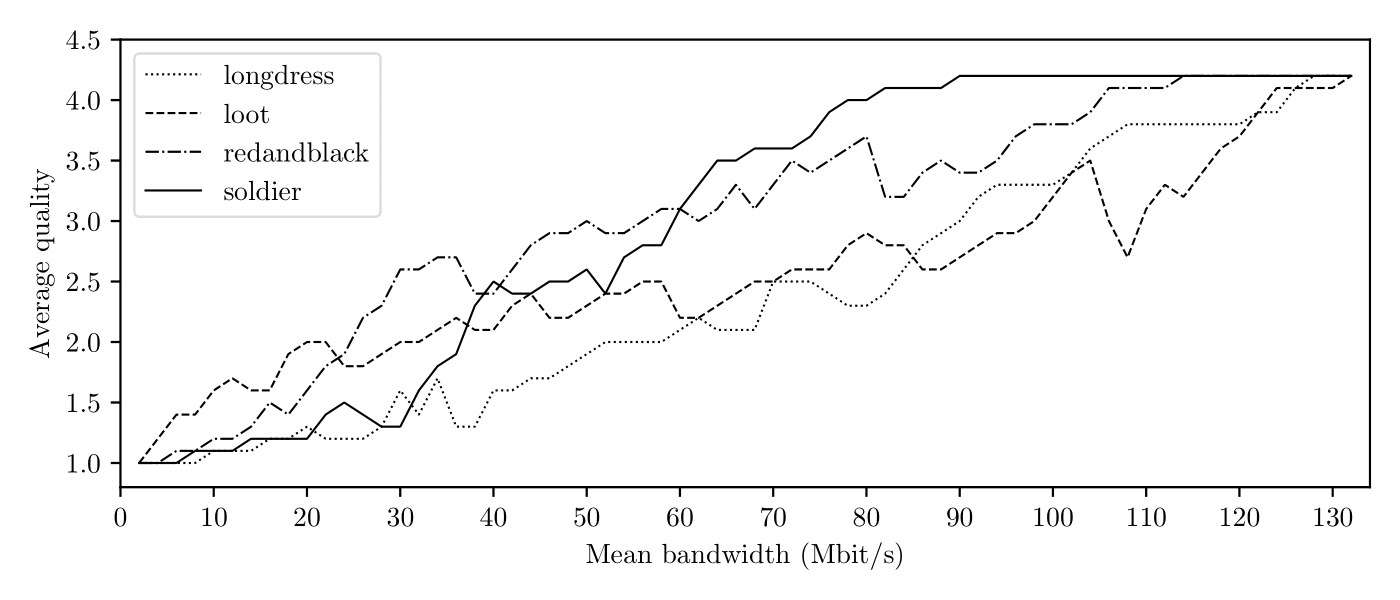 4.5
4.0
3.5
3.0
2.5
2.0
1.5
1.0
Average quality
longdress
loot
redandblack
soldier
0 10 20 30 40 50 60 70 80 90 100 110 120 130
Mean bandwidth (Mbit/s)